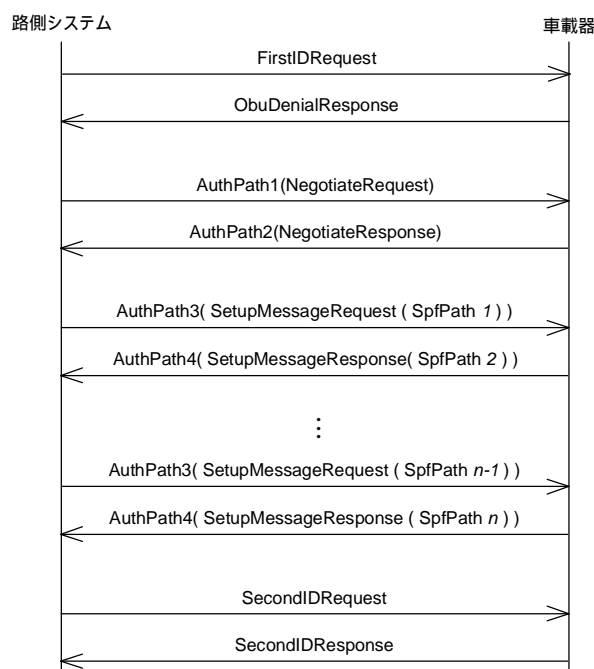 路側システム
車載器
FirstIDRequest
ObuDenialResponse
AuthPath1(NegotiateRequest)
AuthPath2(NegotiateResponse)
AuthPath3( SetupMessageRequest ( SpfPath 1 ) )
AuthPath4( SetupMessageResponse( SpfPath 2 ) )
⋮
AuthPath3( SetupMessageRequest ( SpfPath n-1 ) )
AuthPath4( SetupMessageResponse ( SpfPath n ) )
SecondIDRequest
SecondIDResponse